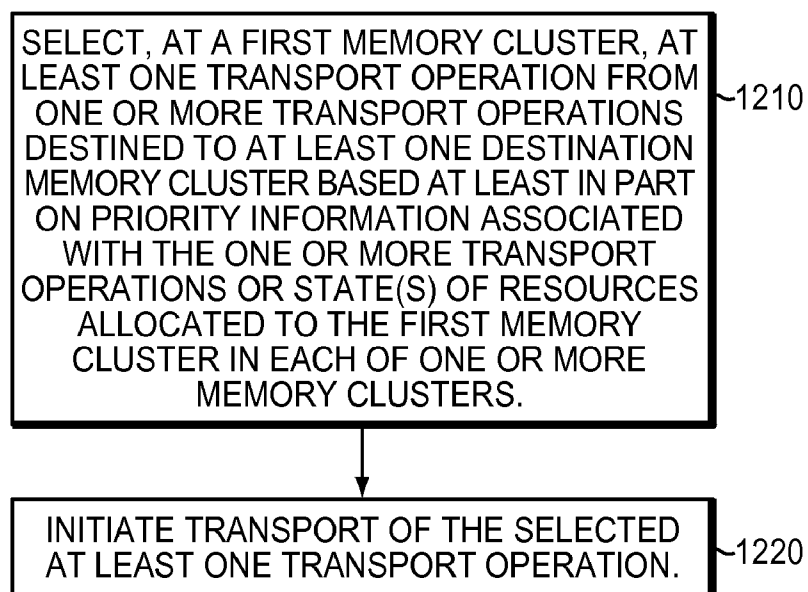 SELECT, AT A FIRST MEMORY CLUSTER, AT
LEAST ONE TRANSPORT OPERATION FROM
ONE OR MORE TRANSPORT OPERATIONS
DESTINED TO AT LEAST ONE DESTINATION
MEMORY CLUSTER BASED AT LEAST IN PART
ON PRIORITY INFORMATION ASSOCIATED
WITH THE ONE OR MORE TRANSPORT
OPERATIONS OR STATE(S) OF RESOURCES
ALLOCATED TO THE FIRST MEMORY
CLUSTER IN EACH OF ONE OR MORE
MEMORY CLUSTERS.
1210
INITIATE TRANSPORT OF THE SELECTED
AT LEAST ONE TRANSPORT OPERATION.
1220